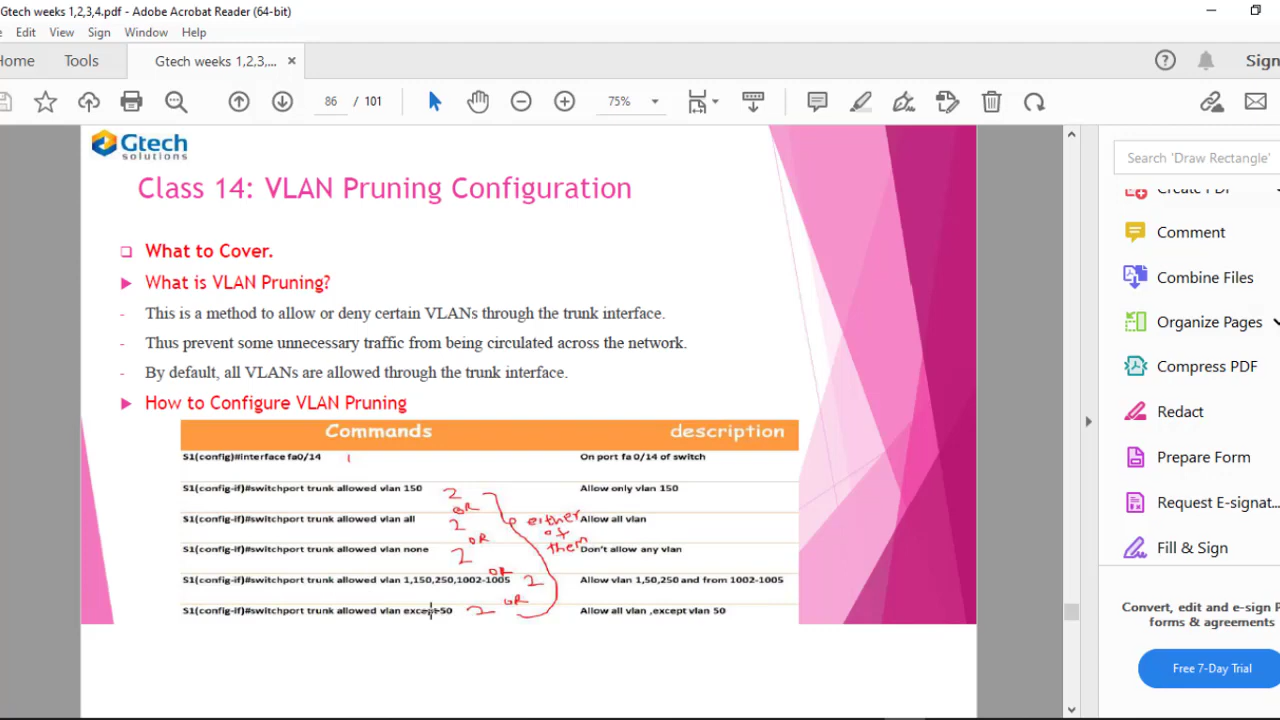 Gtech weeks 1,2,3,4.pdf - Adobe Acrobat Reader (64-bit)
Edit View Sign Window Help
Home Tools Gtech weeks 1,2,3,... × Sign
86 / 101 75%
Gtech
solutions
Class 14: VLAN Pruning Configuration
What to Cover.
What is VLAN Pruning?
- This is a method to allow or deny certain VLANs through the trunk interface.
- Thus prevent some unnecessary traffic from being circulated across the network.
- By default, all VLANs are allowed through the trunk interface.
How to Configure VLAN Pruning
Commands description
S1(config)#interface fa0/14 1 On port fa 0/14 of switch
S1(config-if)#switchport trunk allowed vlan 150 2 Allow only vlan 150
OR
S1(config-if)#switchport trunk allowed vlan all 2 either Allow all vlan
OR of
S1(config-if)#switchport trunk allowed vlan none 2 them Don't allow any vlan
OR
S1(config-if)#switchport trunk allowed vlan 1,150,250,1002-1005 2 Allow vlan 1,50,250 and from 1002-1005
OR
S1(config-if)#switchport trunk allowed vlan except 50 2 Allow all vlan ,except vlan 50
Search 'Draw Rectangle'
Create PDF
Comment
Combine Files
Organize Pages
Compress PDF
Redact
Prepare Form
Request E-signat...
Fill & Sign
Convert, edit and e-sign P
forms & agreements
Free 7-Day Trial